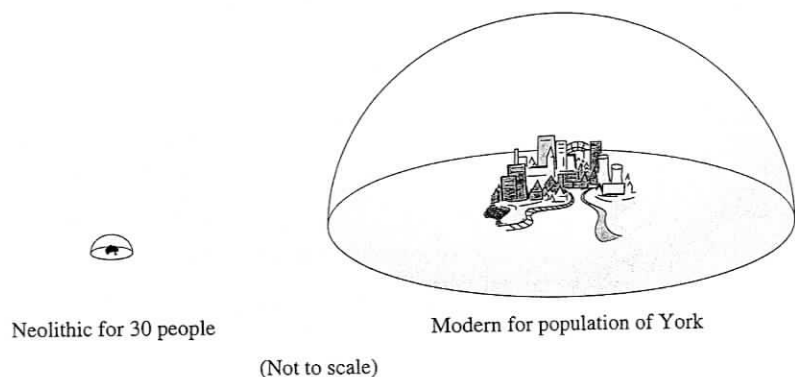 Neolithic for 30 people
Modern for population of York
(Not to scale)